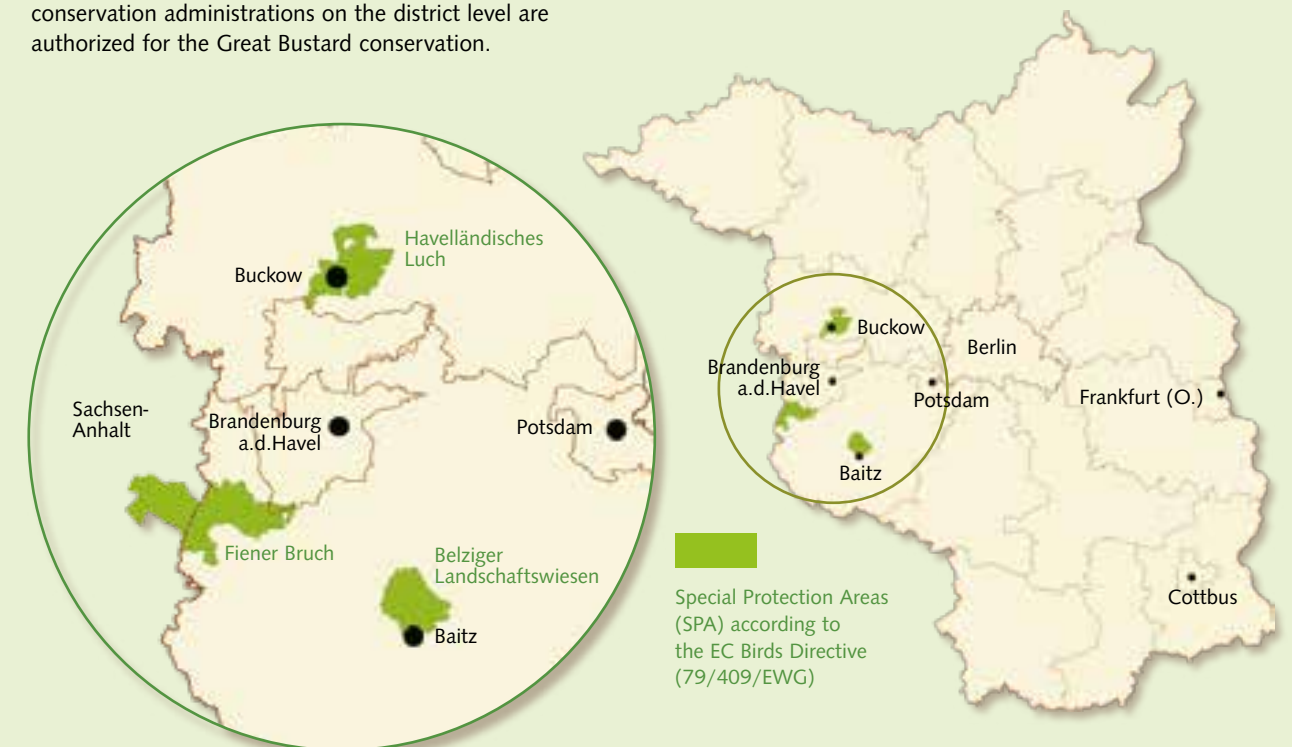 conservation administrations on the district level are
authorized for the Great Bustard conservation.
Havelländisches
Luch
Buckow
Sachsen-
Anhalt
Brandenburg
a.d.Havel
Potsdam
Fiener Bruch
Belziger
Landschaftswiesen
Baitz
Buckow
Berlin
Brandenburg
a.d.Havel
Potsdam
Frankfurt (O.)
Baitz
Cottbus
Special Protection Areas
(SPA) according to
the EC Birds Directive
(79/409/EWG)